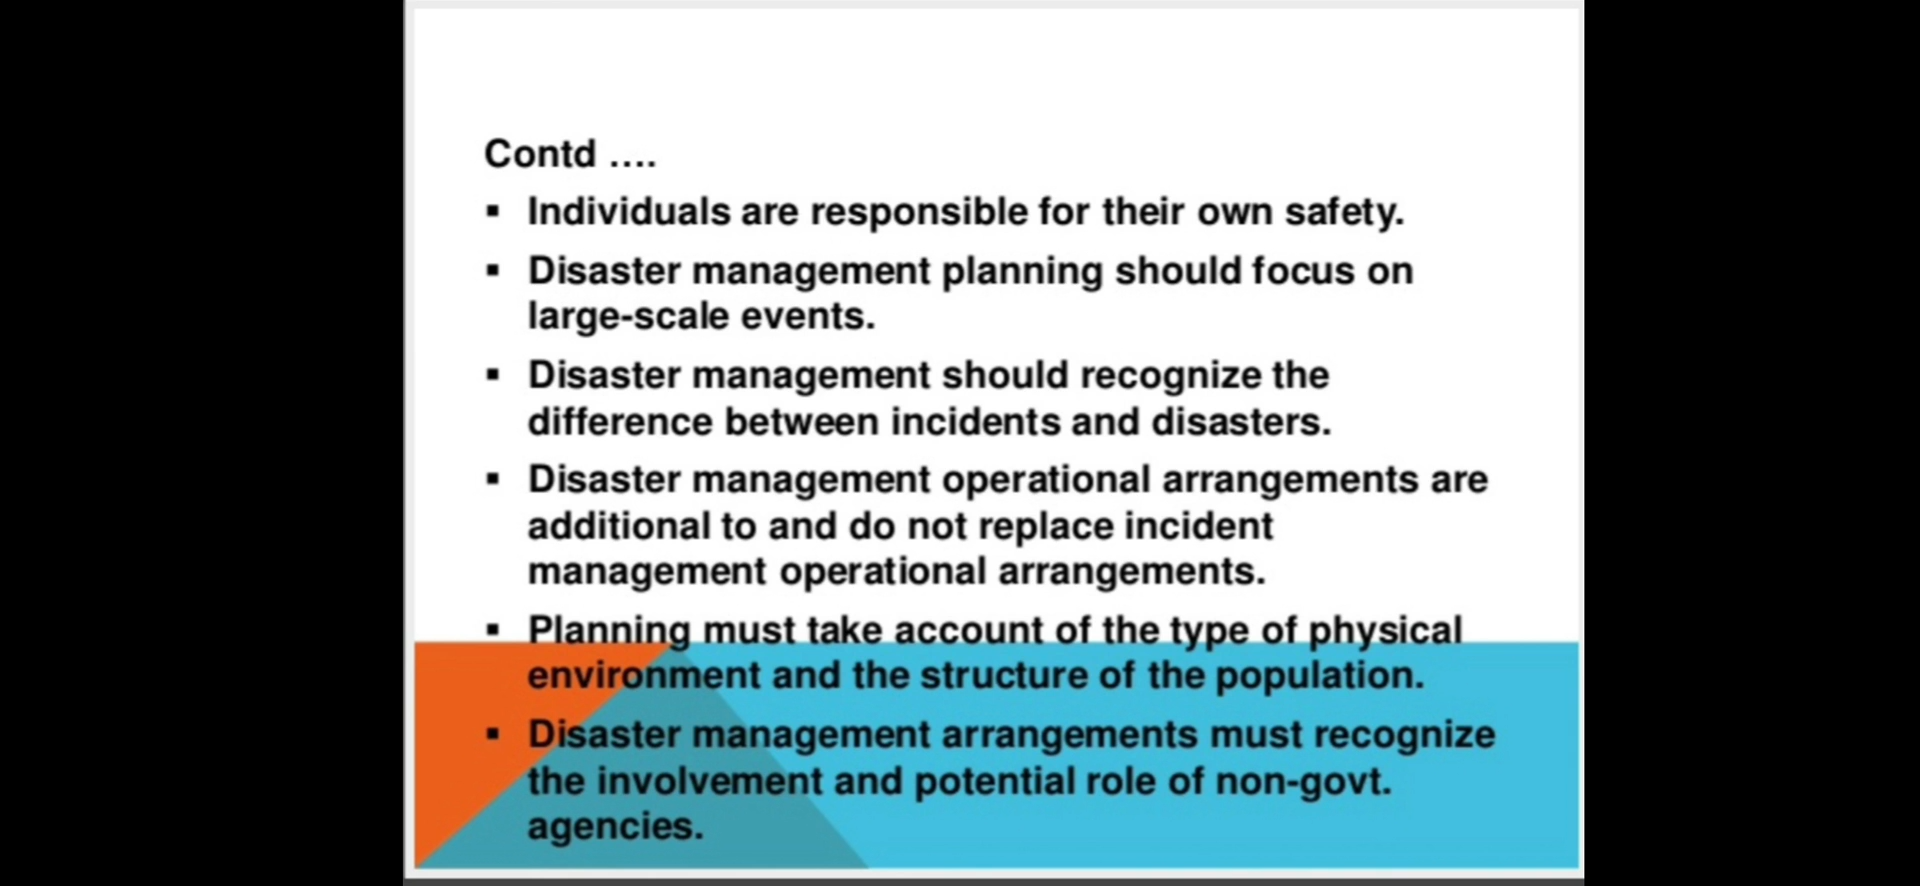 Contd ....
▪ Individuals are responsible for their own safety.
▪ Disaster management planning should focus on
large-scale events.
▪ Disaster management should recognize the
difference between incidents and disasters.
▪ Disaster management operational arrangements are
additional to and do not replace incident
management operational arrangements.
▪ Planning must take account of the type of physical
environment and the structure of the population.
▪ Disaster management arrangements must recognize
the involvement and potential role of non-govt.
agencies.